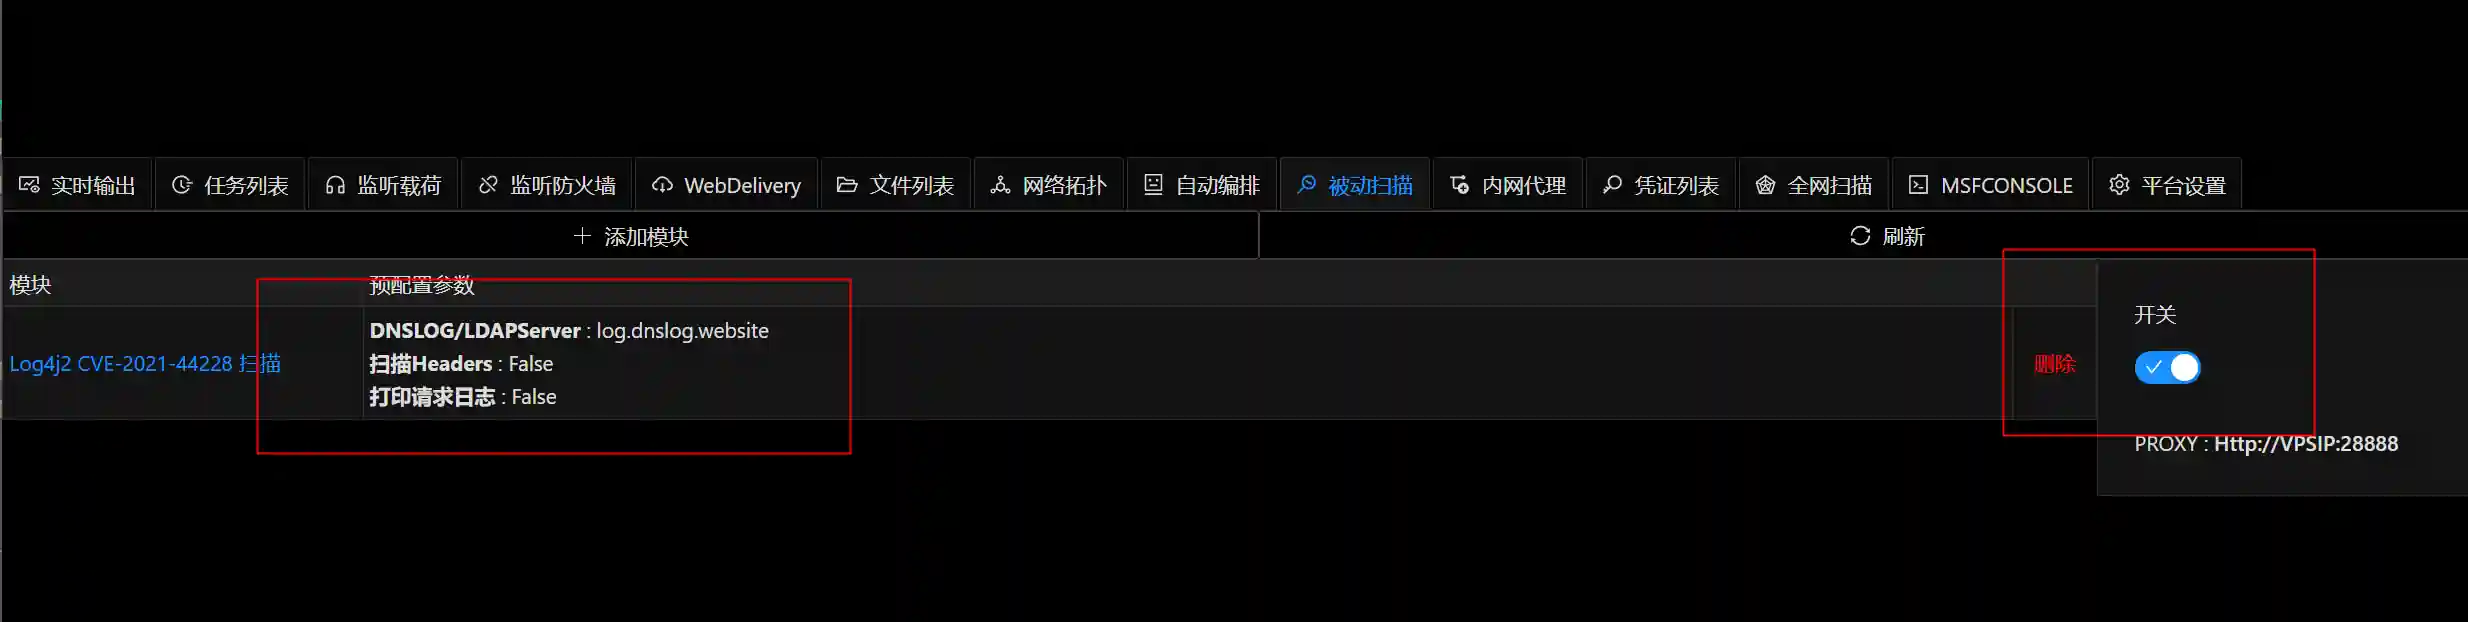 实时输出 任务列表 监听载荷 监听防火墙 WebDelivery 文件列表 网络拓扑 自动编排 被动扫描 内网代理 凭证列表 全网扫描 MSFCONSOLE 平台设置
添加模块 刷新
模块 预配置参数
开关
DNSLOG/LDAPServer : log.dnslog.website
Log4j2 CVE-2021-44228 扫描 扫描Headers : False 删除
打印请求日志 : False
PROXY : Http://VPSIP:28888